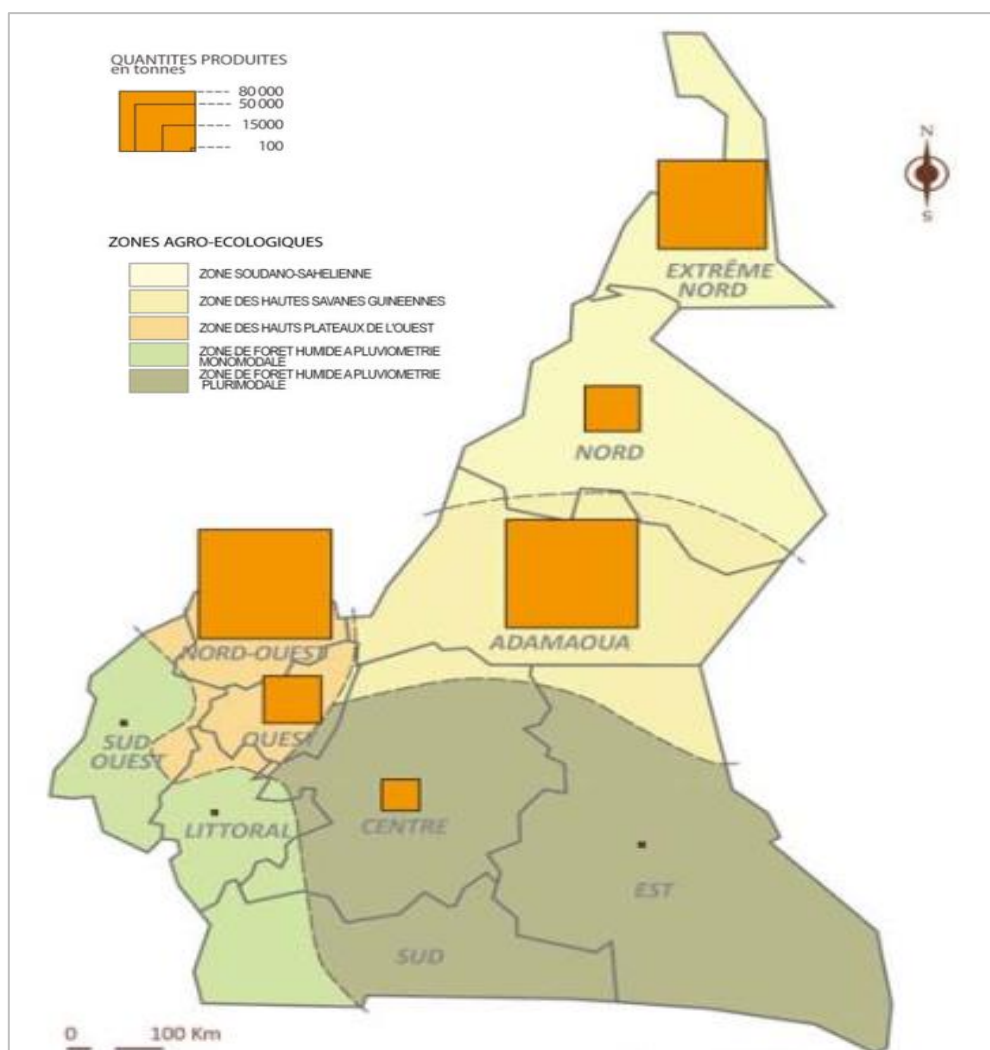 QUANTITES PRODUITES
en tonnes
80 000
50 000
15000
100
N
S
ZONES AGRO-ECOLOGIQUES
ZONE SOUDANO-SAHELIENNE
ZONE DES HAUTES SAVANES GUINEENNES
ZONE DES HAUTS PLATEAUX DE L'OUEST
ZONE DE FORET HUMIDE A PLUVIOMETRIE
MONOMODALE
ZONE DE FORET HUMIDE A PLUVIOMETRIE
PLURIMODALE
EXTRÊME
NORD
NORD
ADAMAOUA
NORD-OUEST
OUEST
SUD
OUEST
LITTORAL
CENTRE
EST
SUD
0 100 Km